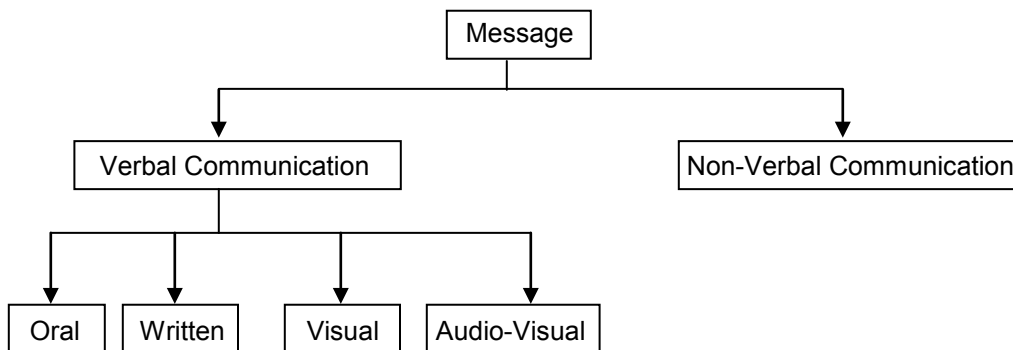 Message
Verbal Communication
Non-Verbal Communication
Oral
Written
Visual
Audio-Visual